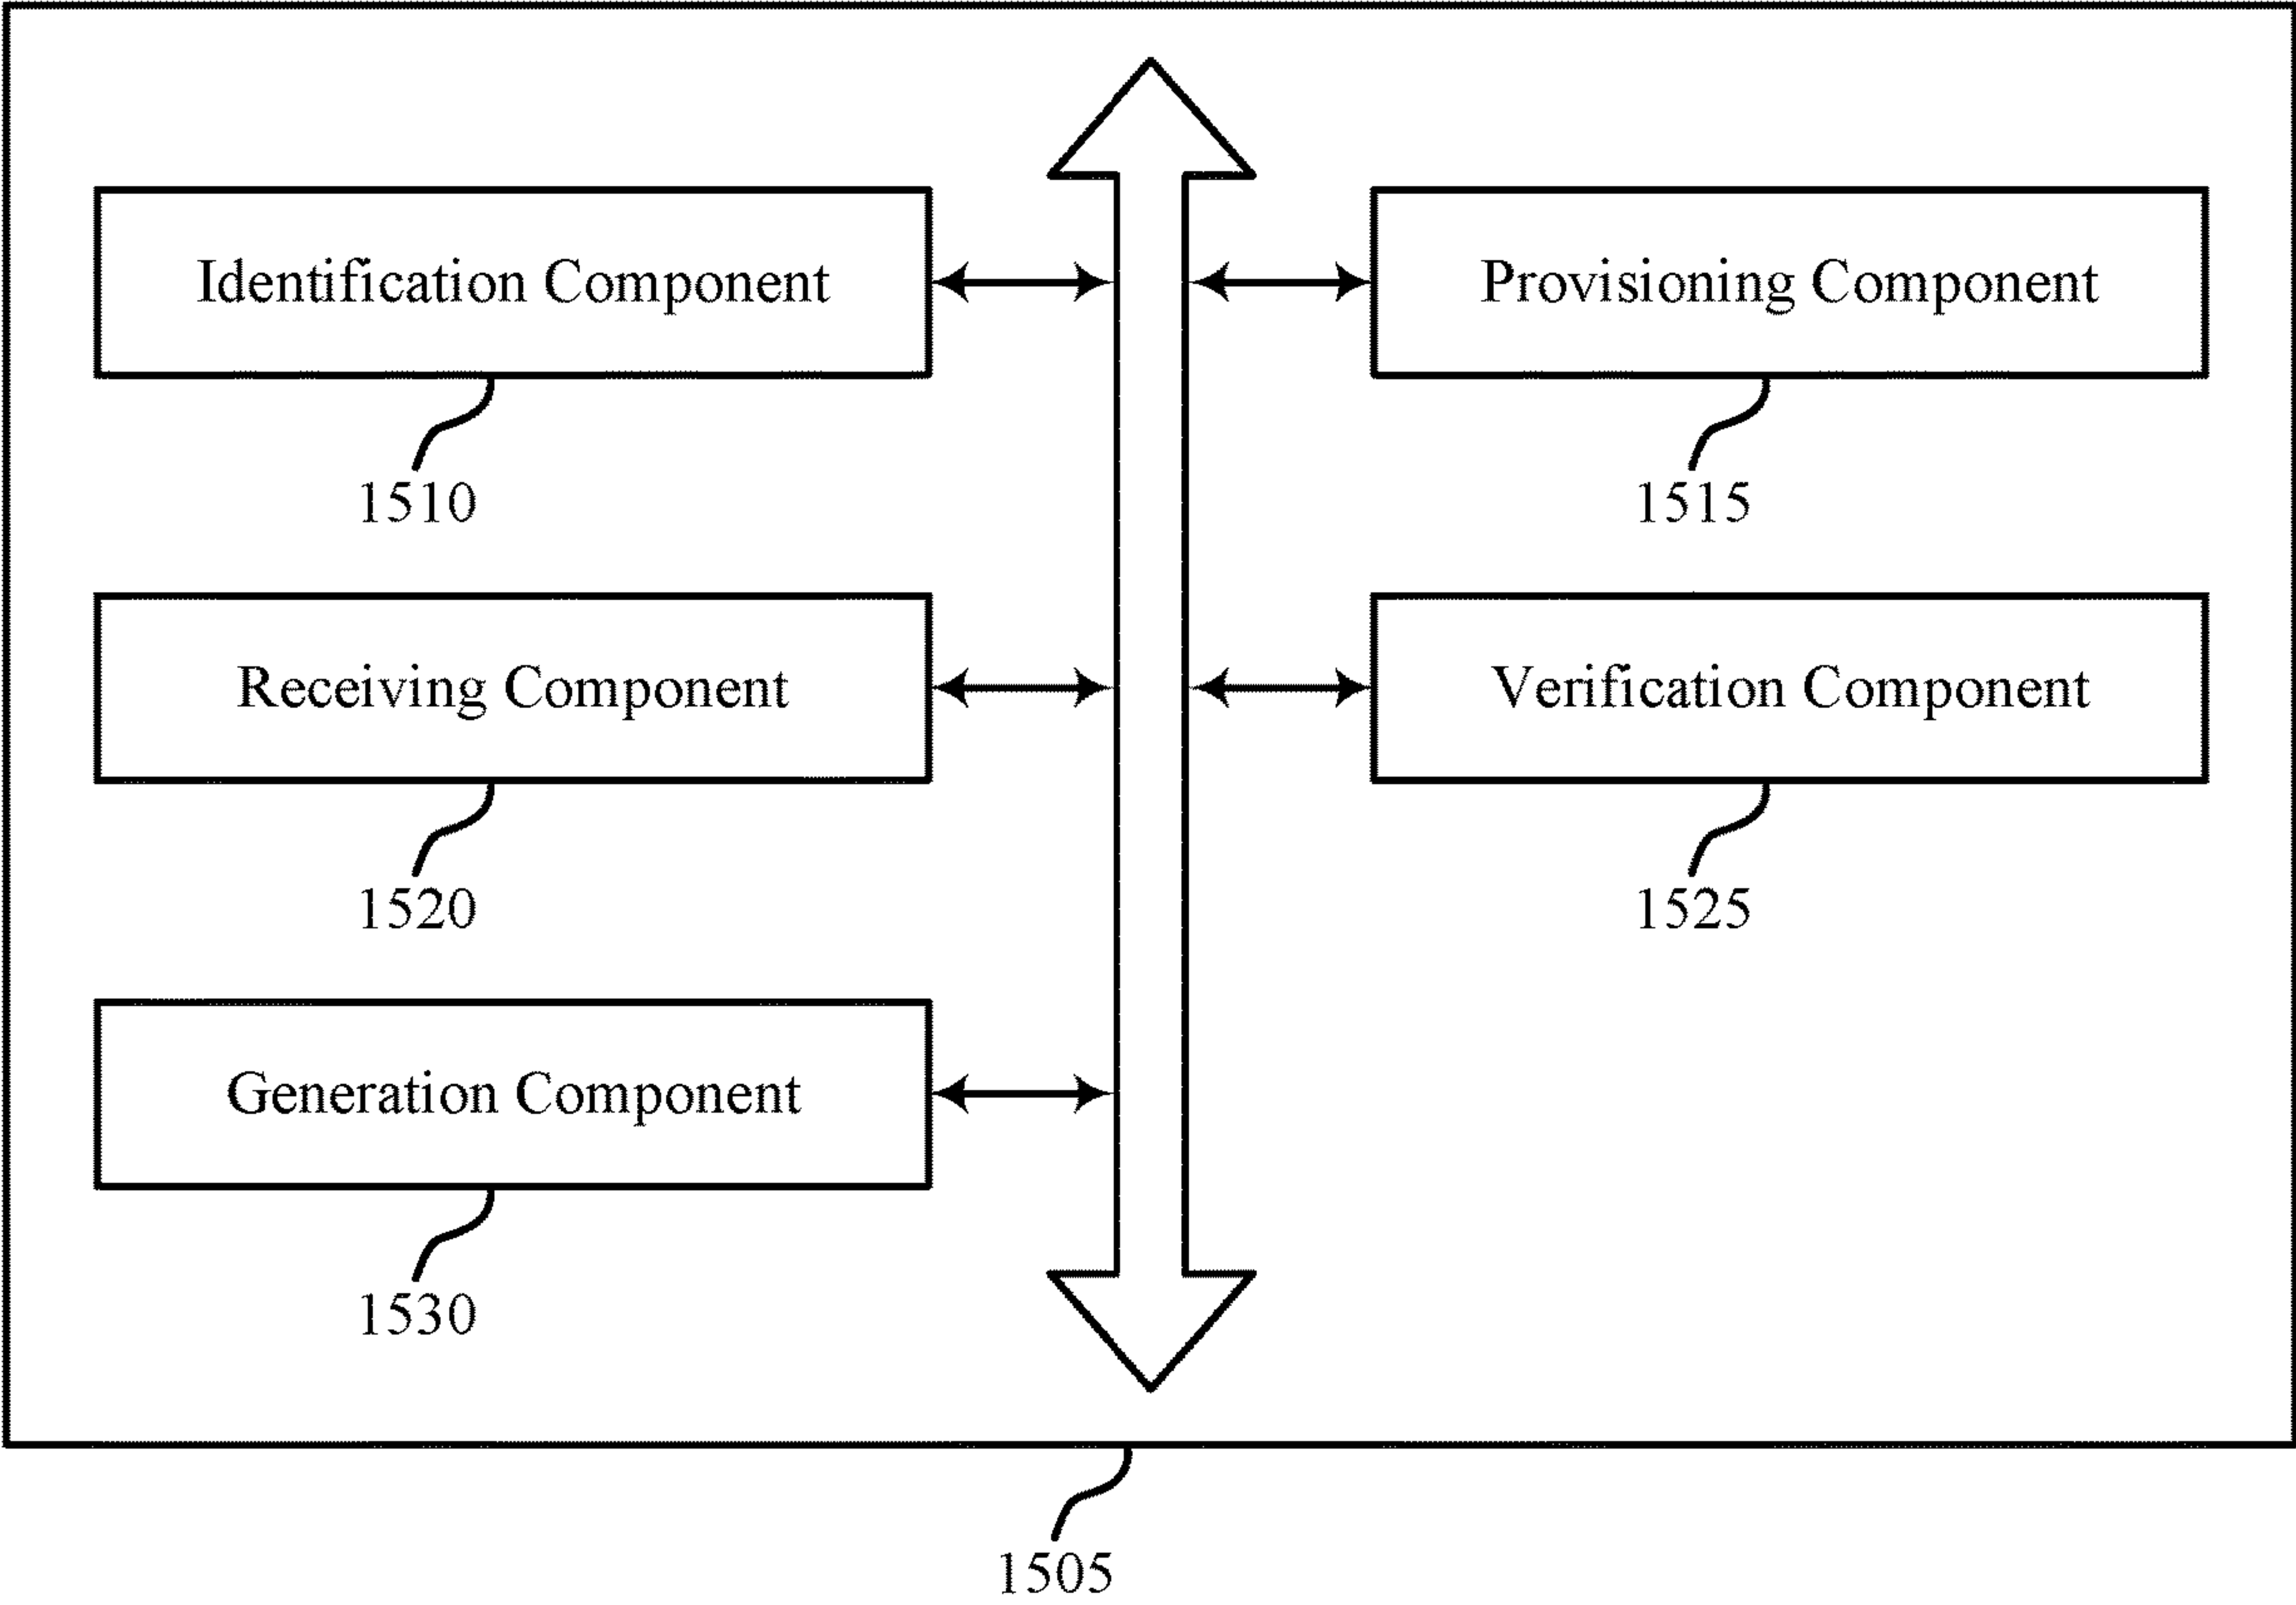 Identification Component
Provisioning Component
1510
1515
Receiving Component
Verification Component
1520
1525
Generation Component
1530
1505